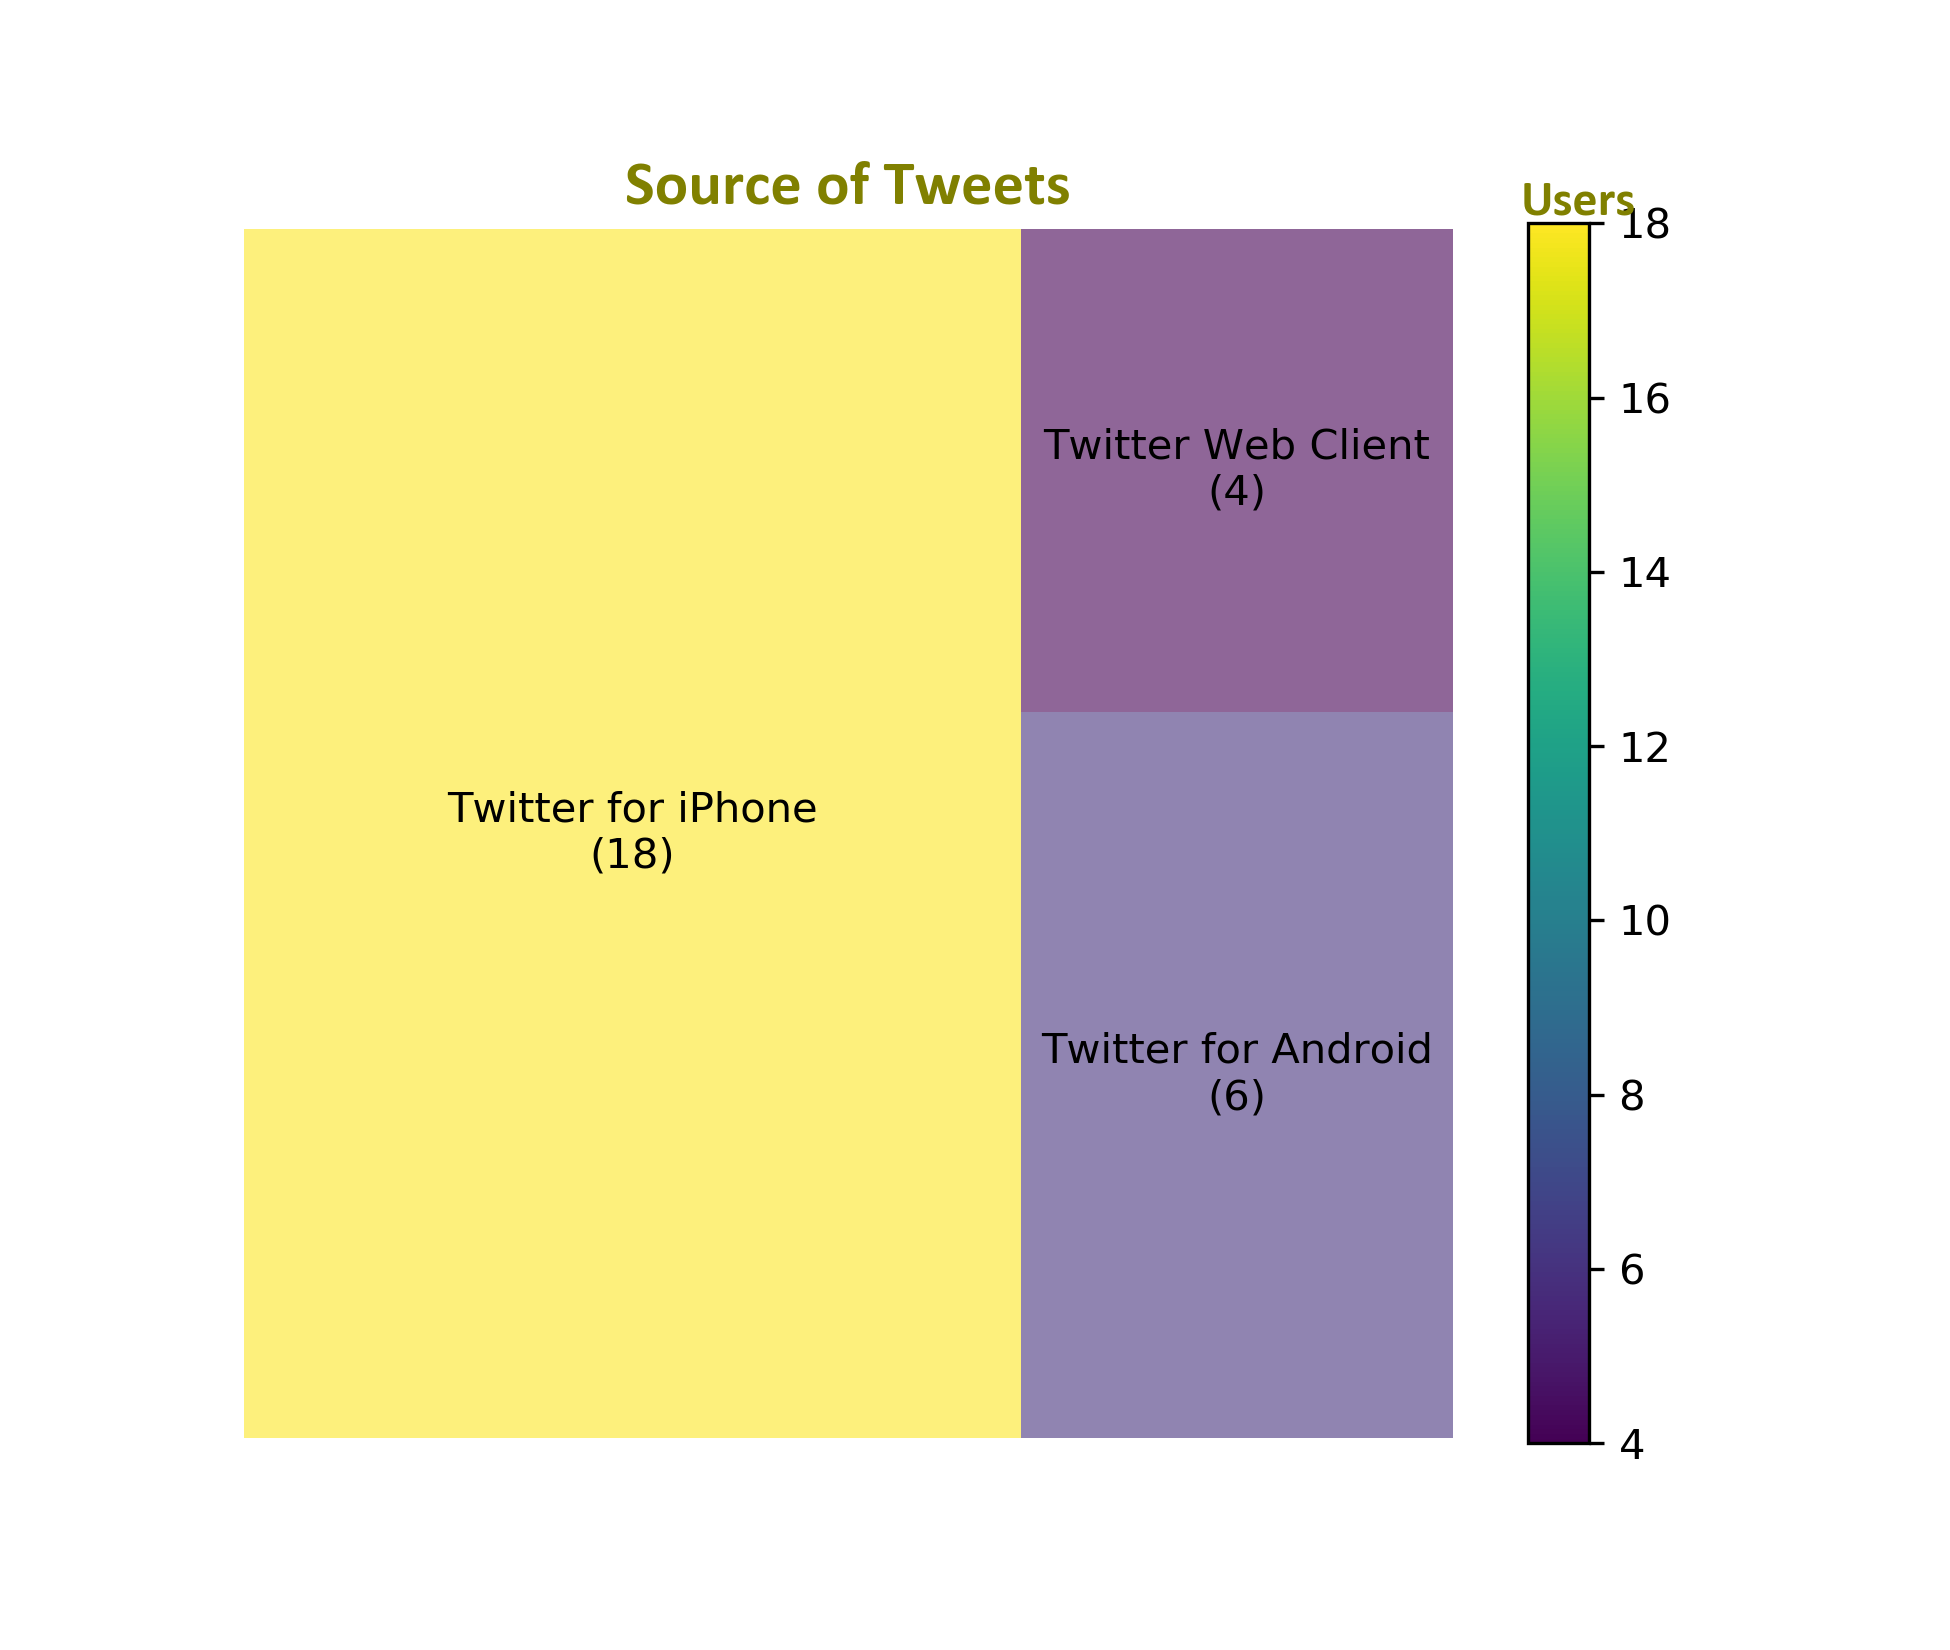 Source of Tweets
Users
Twitter for iPhone
(18)
Twitter Web Client
(4)
Twitter for Android
(6)
18
16
14
12
10
8
6
4